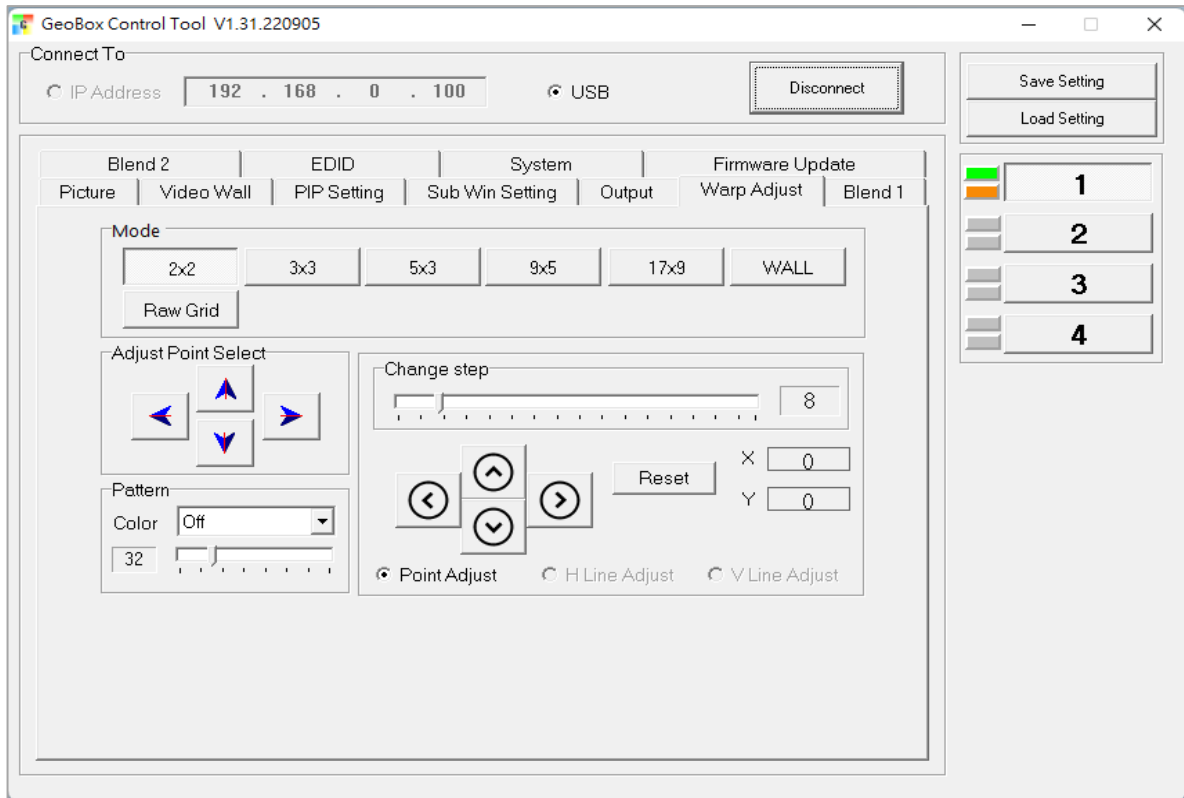 GeoBox Control Tool V1.31.220905
Connect To
IP Address 192 . 168 . 0 . 100 USB Disconnect
Save Setting
Load Setting
Blend 2 EDID System Firmware Update
Picture Video Wall PIP Setting Sub Win Setting Output Warp Adjust Blend 1
1
2
3
4
Mode
2x2 3x3 5x3 9x5 17x9 WALL
Raw Grid
Adjust Point Select
Change step
8
Reset
X 0
Y 0
Pattern
Color Off
32
Point Adjust H Line Adjust V Line Adjust